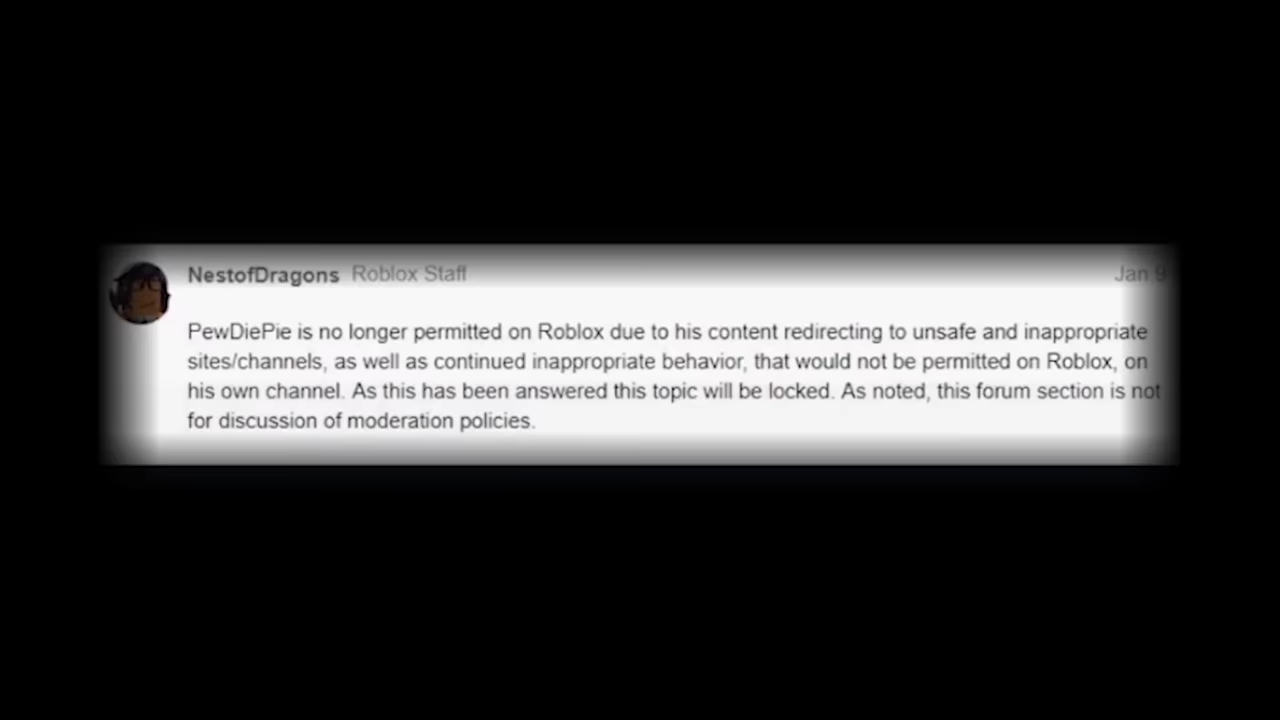 NestofDragons Roblox Staff Jan 9
PewDiePie is no longer permitted on Roblox due to his content redirecting to unsafe and inappropriate
sites/channels, as well as continued inappropriate behavior, that would not be permitted on Roblox, on
his own channel. As this has been answered this topic will be locked. As noted, this forum section is not
for discussion of moderation policies.